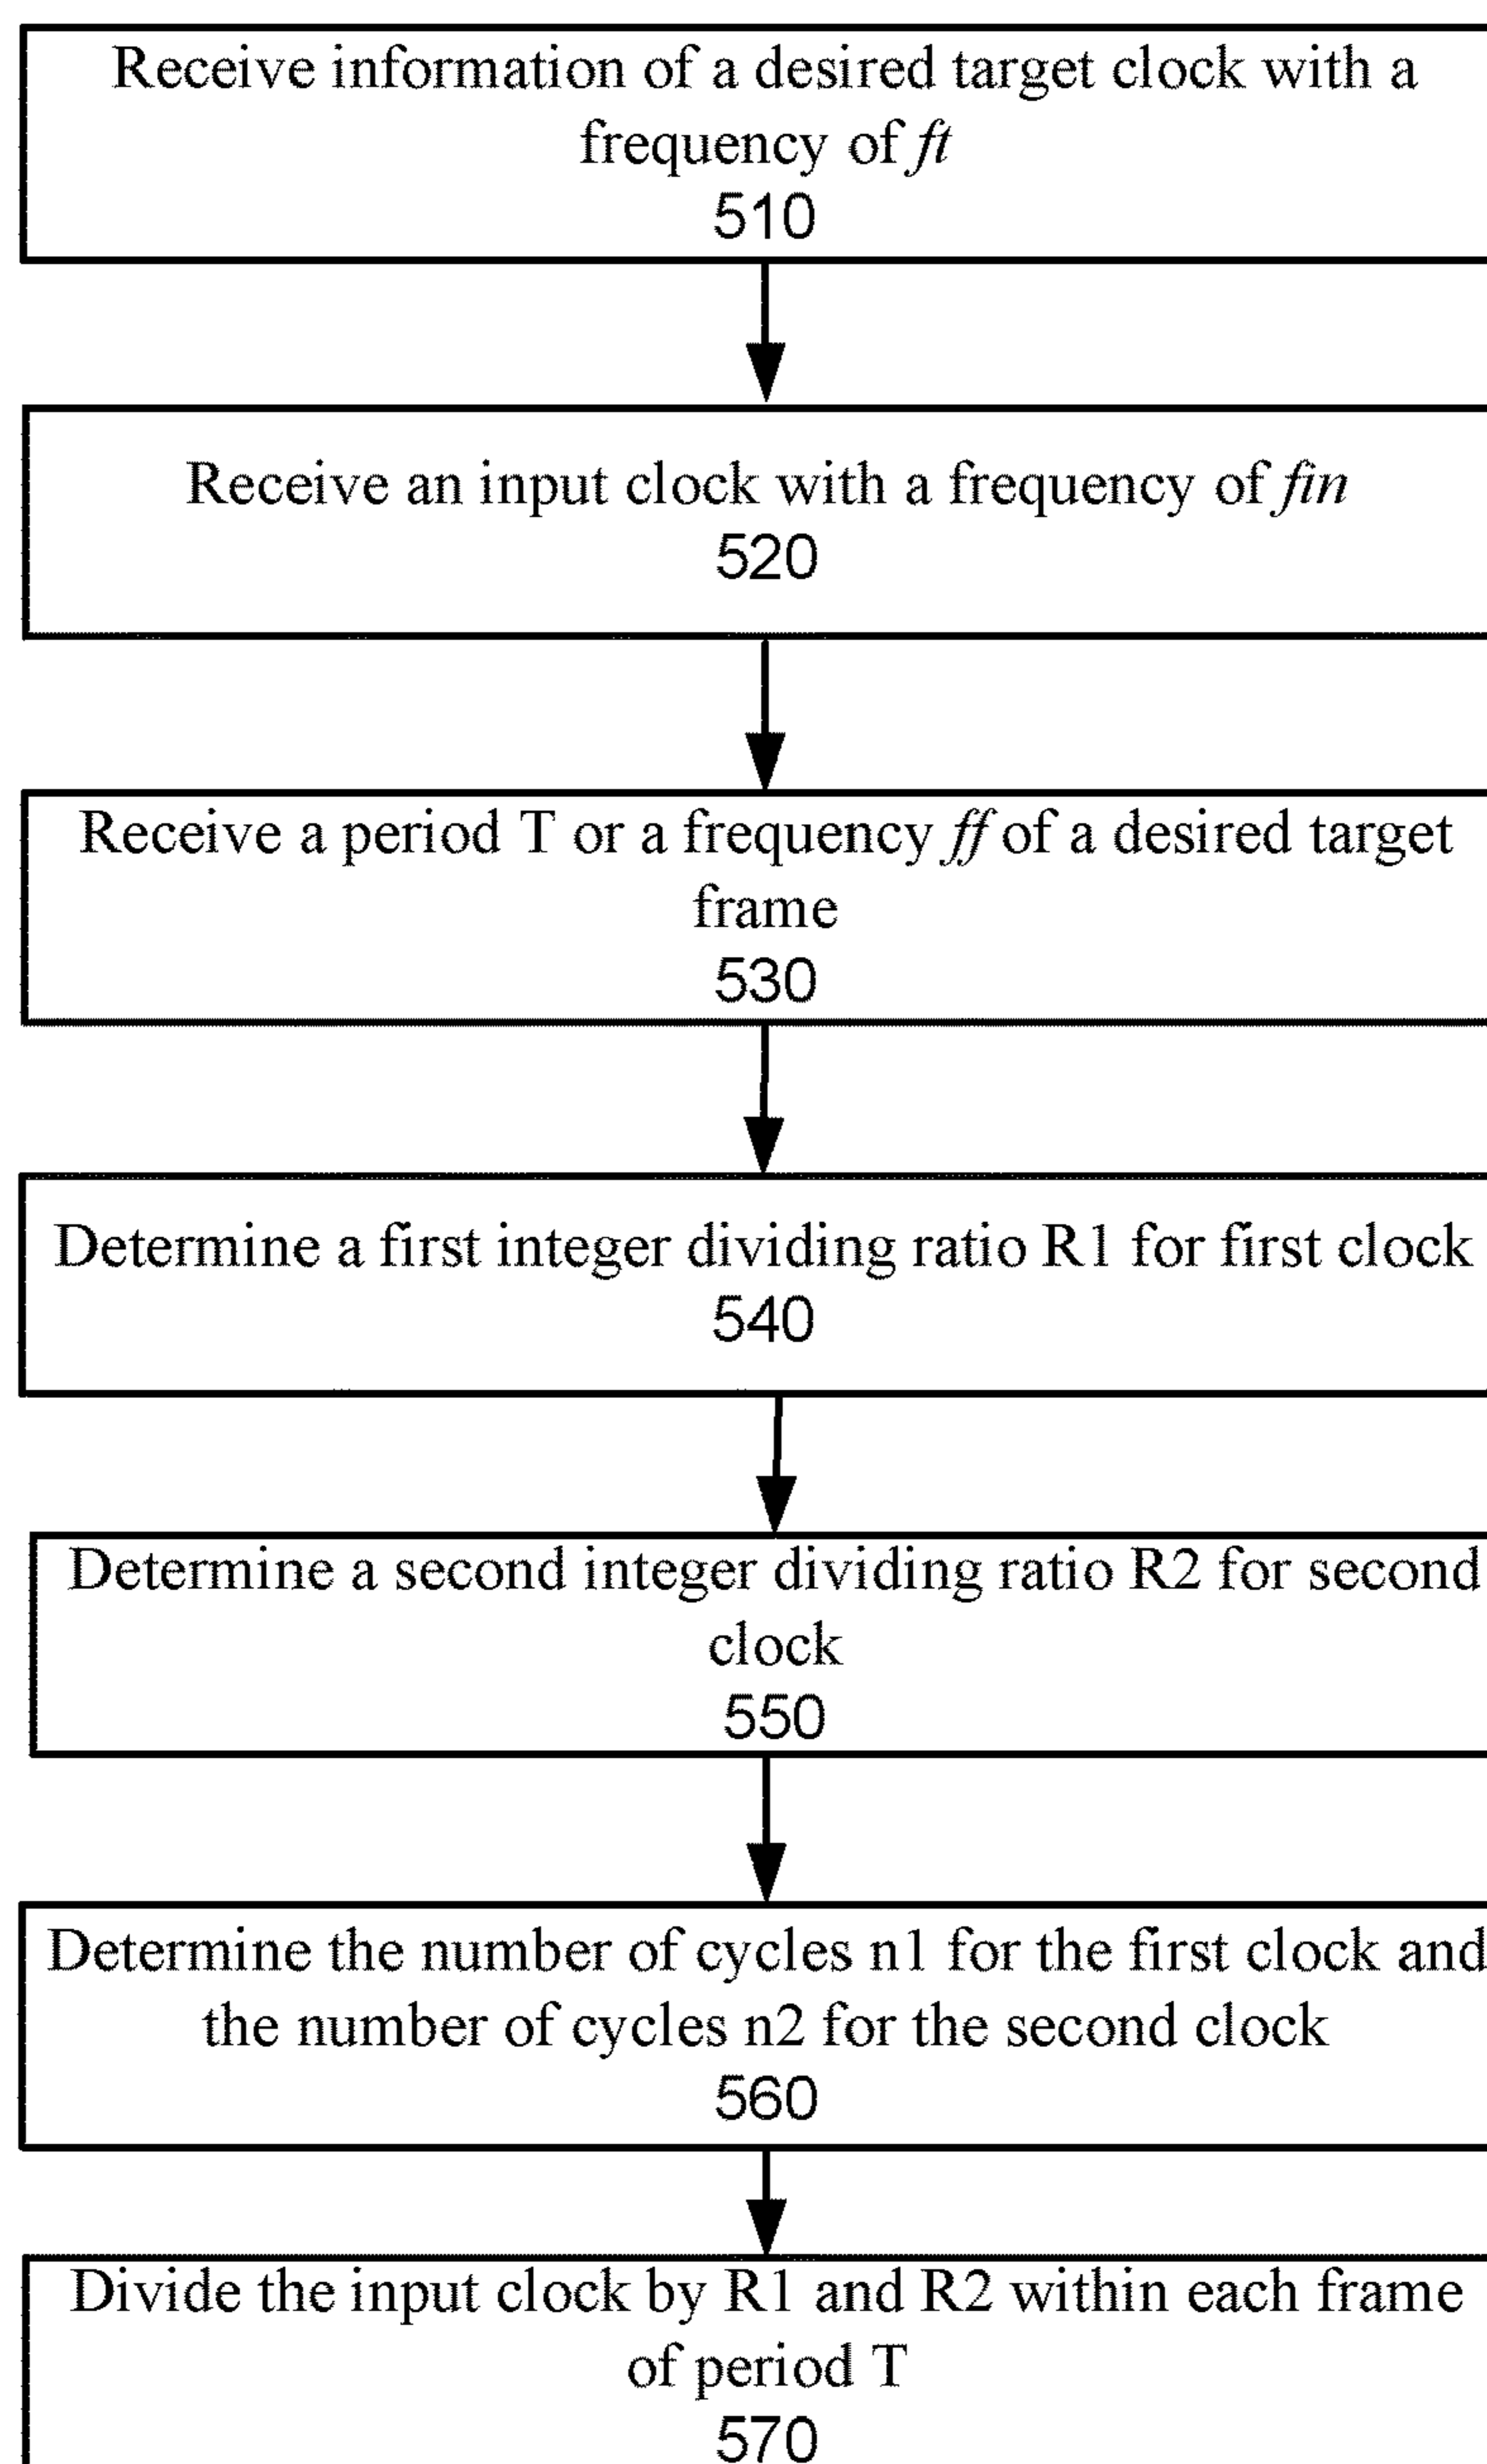 Receive information of a desired target clock with a
frequency of ft
510
Receive an input clock with a frequency of fin
520
Receive a period T or a frequency ff of a desired target
frame
530
Determine a first integer dividing ratio R1 for first clock
540
Determine a second integer dividing ratio R2 for second
clock
550
Determine the number of cycles n1 for the first clock and
the number of cycles n2 for the second clock
560
Divide the input clock by R1 and R2 within each frame
of period T
570